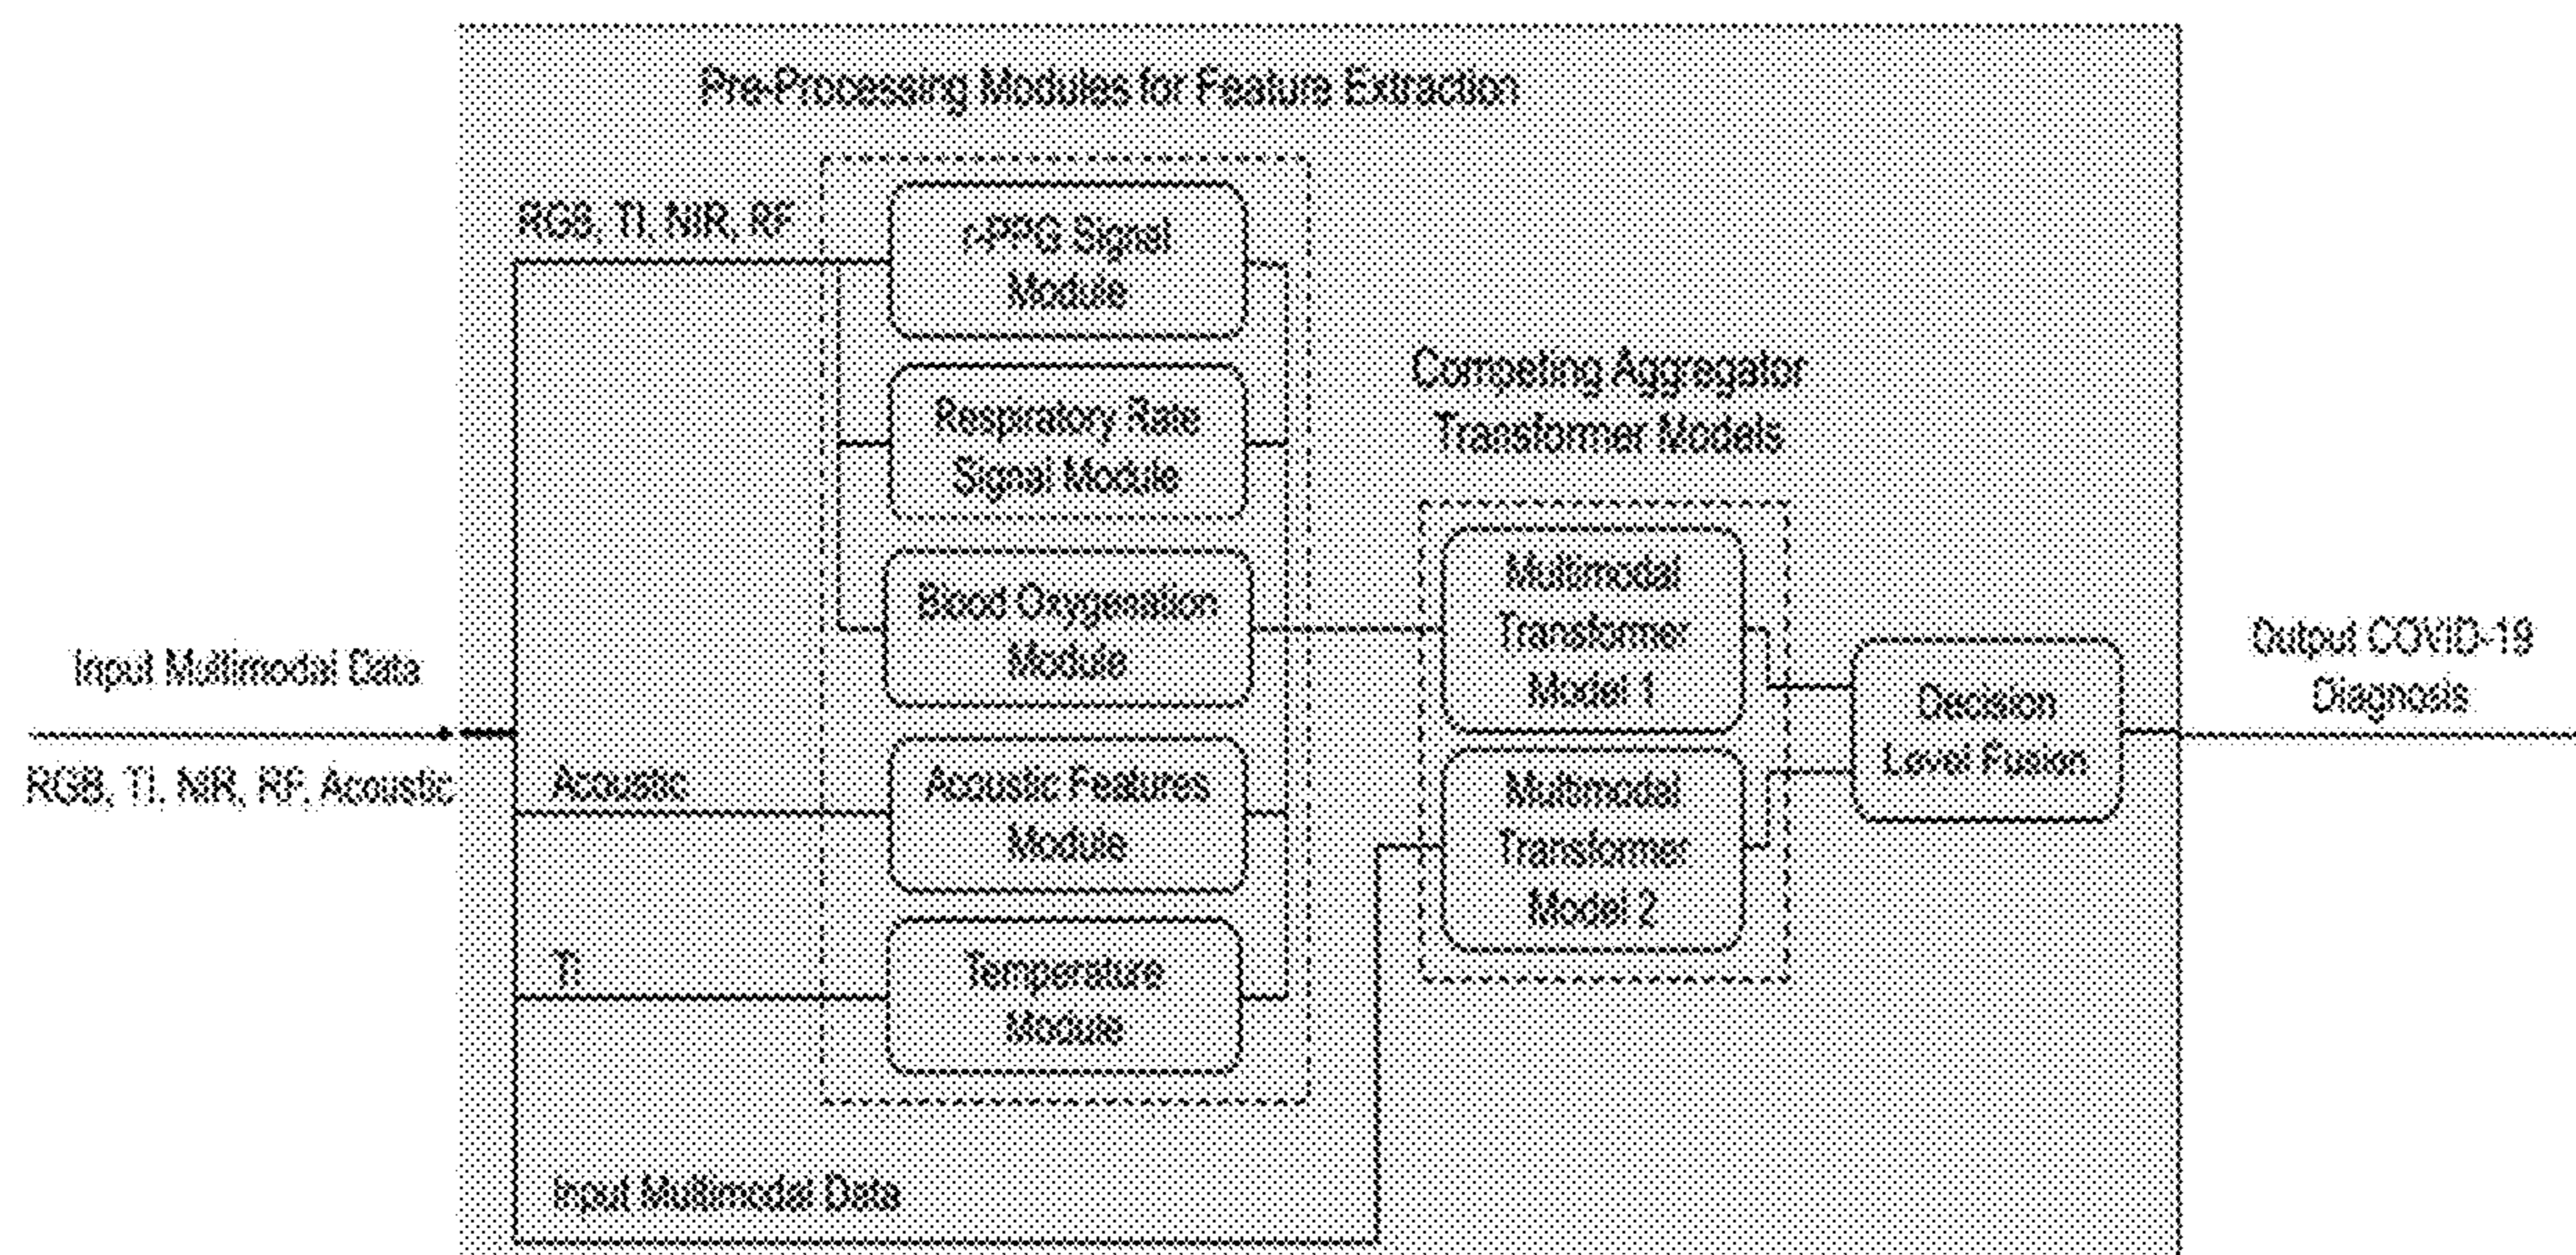 Pre-Processing Modules for Feature Extraction
RGB, TI, NIR, RF
r-PPG Signal
Module
Respiratory Rate
Signal Module
Blood Oxygenation
Module
Acoustic
Acoustic Features
Module
TI
Temperature
Module
Input Multimodal Data
Input Multimodal Data
RGB, TI, NIR, RF, Acoustic
Competing Aggregator
Transformer Models
Multimodal
Transformer
Model 1
Multimodal
Transformer
Model 2
Decision
Level Fusion
Output COVID-19
Diagnosis